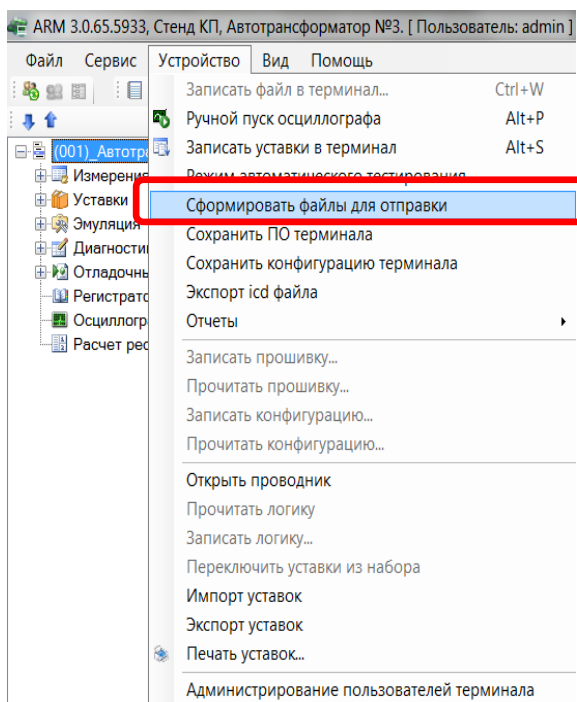 ARM 3.0.65.5933, Стенд КП, Автотрансформатор №3. [ Пользователь: admin ]
Файл Сервис Устройство Вид Помощь
Записать файл в терминал... Ctrl+W
Ручной пуск осциллографа Alt+P
Записать уставки в терминал Alt+S
Режим автоматического тестирования
Сформировать файлы для отправки
Сохранить ПО терминала
Сохранить конфигурацию терминала
Экспорт icd файла
Отчеты
Записать прошивку...
Прочитать прошивку...
Записать конфигурацию...
Прочитать конфигурацию...
Открыть проводник
Прочитать логику
Записать логику...
Переключить уставки из набора
Импорт уставок
Экспорт уставок
Печать уставок...
Администрирование пользователей терминала
(001)_Автотра
Измерения
Уставки
Эмуляция
Диагности
Отладочнь
Регистрато
Осциллогр
Расчет рес